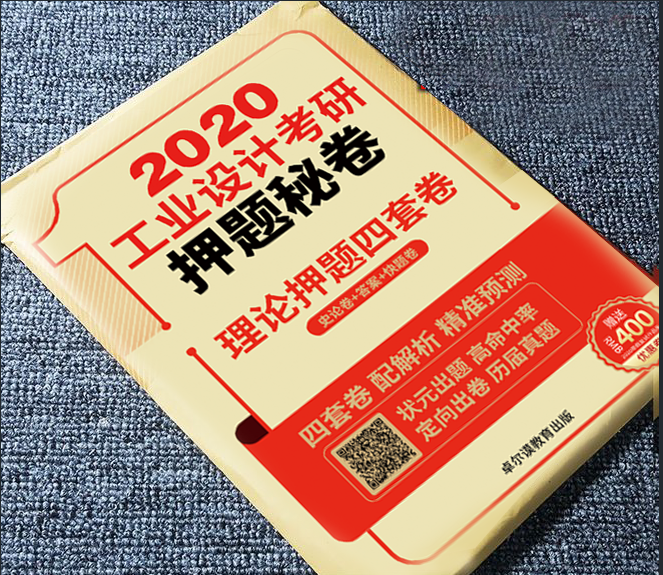 2020
工业设计考研
押题秘卷
理论押题四套卷
史论卷+答案+快题卷
四套卷 配解析 精准预测
状元出题 高命中率
定向出卷 历届真题
赠送
400
优惠
卓尔谟教育出版